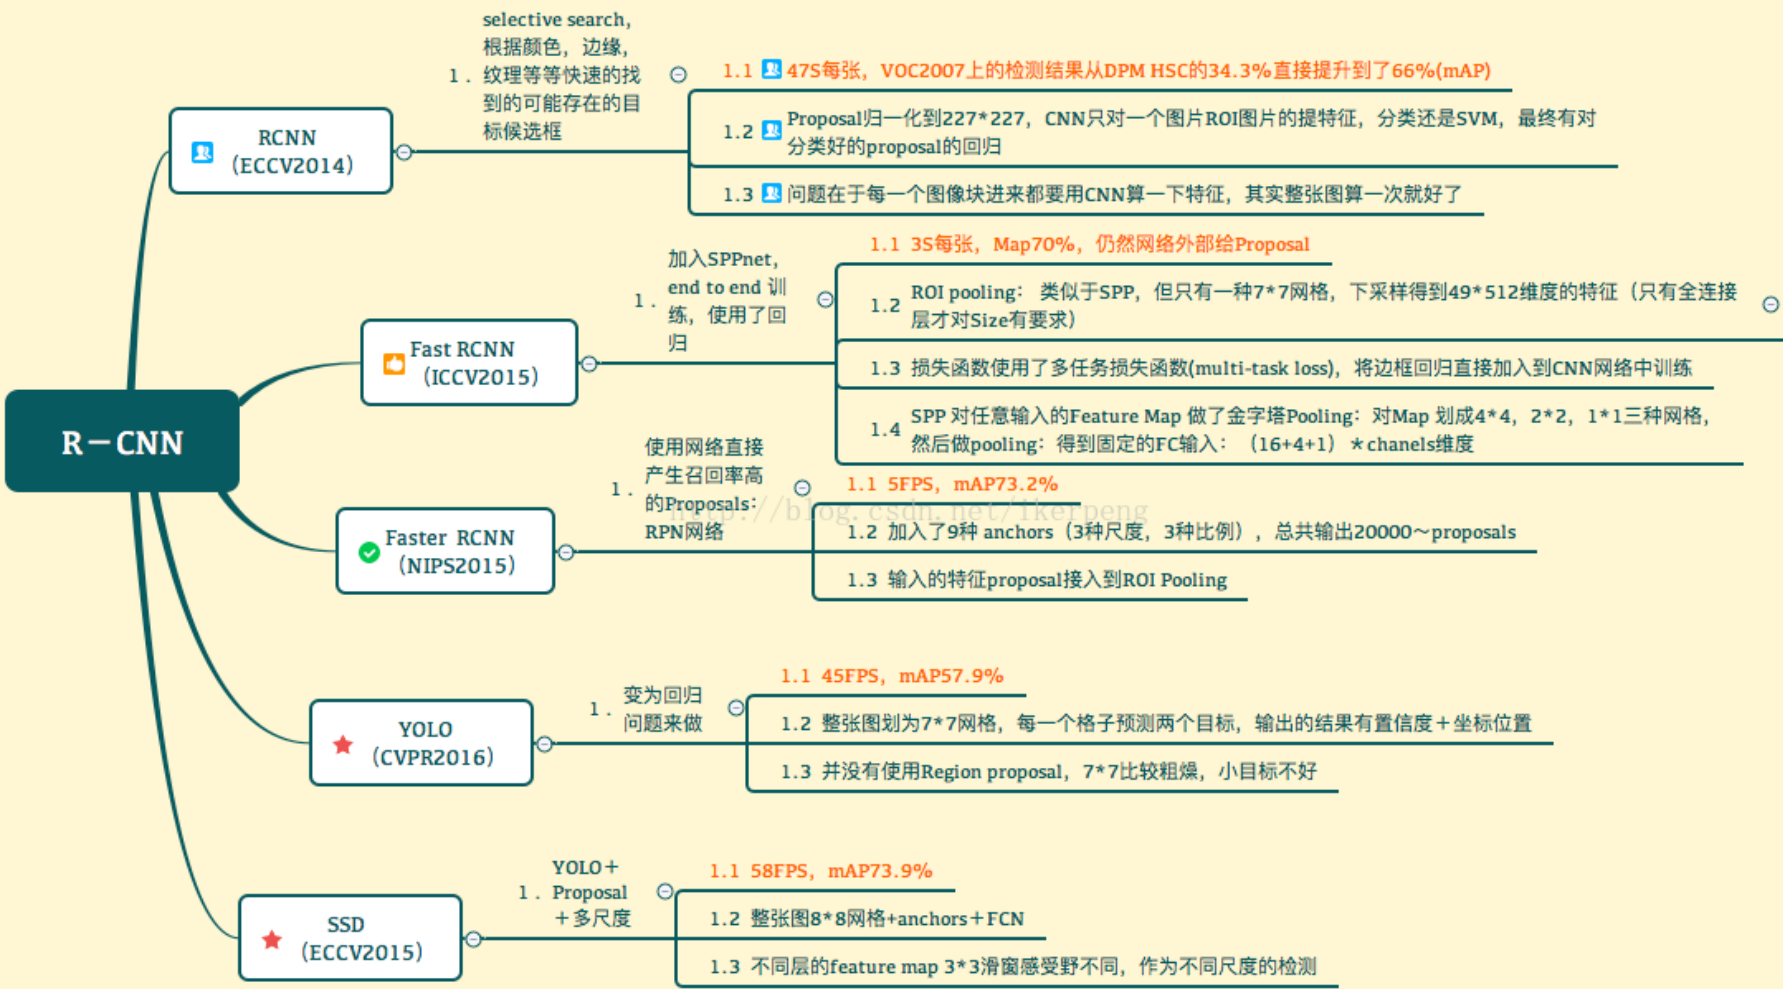 R－CNN
RCNN
（ECCV2014）
1．
selective search，
根据颜色，边缘，
纹理等等快速的找
到的可能存在的目
标候选框
1.1 47S每张，VOC2007上的检测结果从DPM HSC的34.3%直接提升到了66%(mAP)
1.2 Proposal归一化到227*227，CNN只对一个图片ROI图片的提特征，分类还是SVM，最终有对
分类好的proposal的回归
1.3 问题在于每一个图像块进来都要用CNN算一下特征，其实整张图算一次就好了
Fast RCNN
（ICCV2015）
1．
加入SPPnet，
end to end 训
练，使用了回
归
1.1 3S每张，Map70%，仍然网络外部给Proposal
1.2 ROI pooling： 类似于SPP，但只有一种7*7网格，下采样得到49*512维度的特征（只有全连接
层才对Size有要求）
1.3 损失函数使用了多任务损失函数(multi-task loss)，将边框回归直接加入到CNN网络中训练
1.4 SPP 对任意输入的Feature Map 做了金字塔Pooling：对Map 划成4*4，2*2，1*1三种网格，
然后做pooling：得到固定的FC输入：（16+4+1）＊chanels维度
Faster RCNN
（NIPS2015）
1．
使用网络直接
产生召回率高
的Proposals：
RPN网络
1.1 5FPS，mAP73.2%
1.2 加入了9种 anchors（3种尺度，3种比例），总共输出20000～proposals
1.3 输入的特征proposal接入到ROI Pooling
http://blog.csdn.net/ikerpeng
YOLO
（CVPR2016）
1．
变为回归
问题来做
1.1 45FPS，mAP57.9%
1.2 整张图划为7*7网格，每一个格子预测两个目标，输出的结果有置信度＋坐标位置
1.3 并没有使用Region proposal，7*7比较粗燥，小目标不好
SSD
（ECCV2015）
1．
YOLO＋
Proposal
＋多尺度
1.1 58FPS，mAP73.9%
1.2 整张图8*8网格+anchors＋FCN
1.3 不同层的feature map 3*3滑窗感受野不同，作为不同尺度的检测